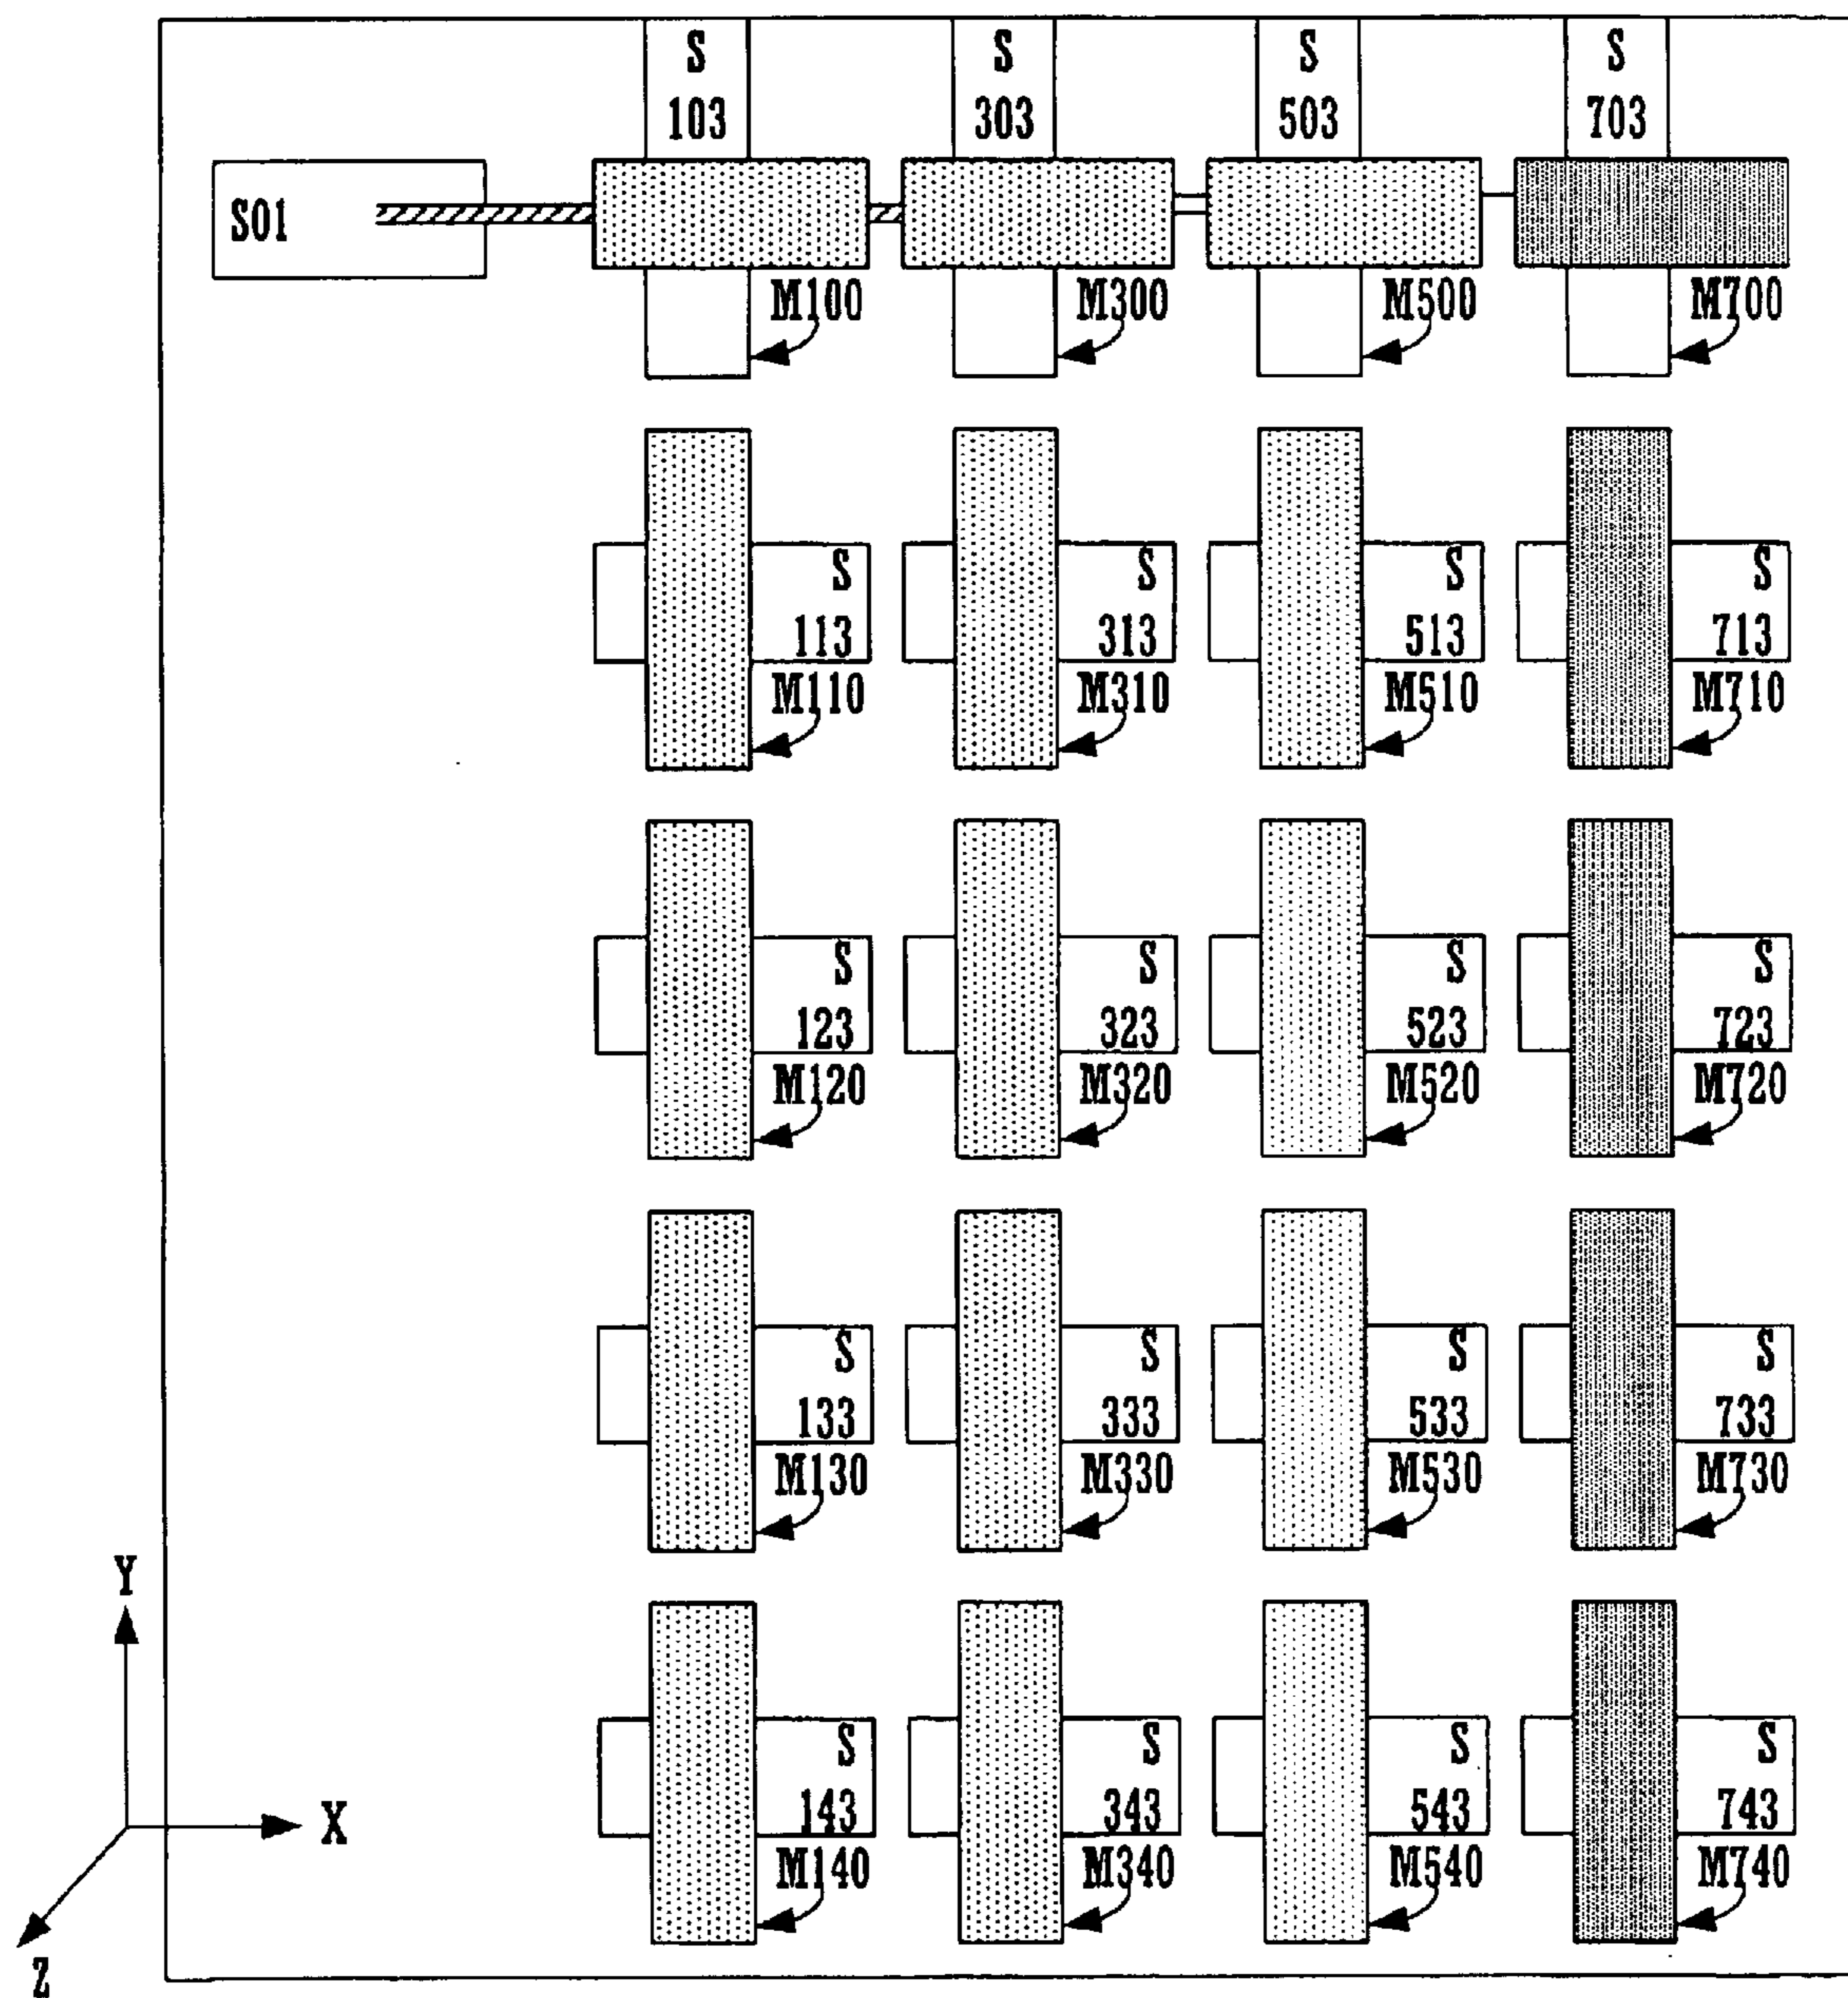 S S S S
103 303 503 703
S01
M100 M300 M500 M700
S S S S
113 313 513 713
M110 M310 M510 M710
S S S S
123 323 523 723
M120 M320 M520 M720
S S S S
133 333 533 733
M130 M330 M530 M730
Y
S S S S
143 343 543 743
X
M140 M340 M540 M740
Z